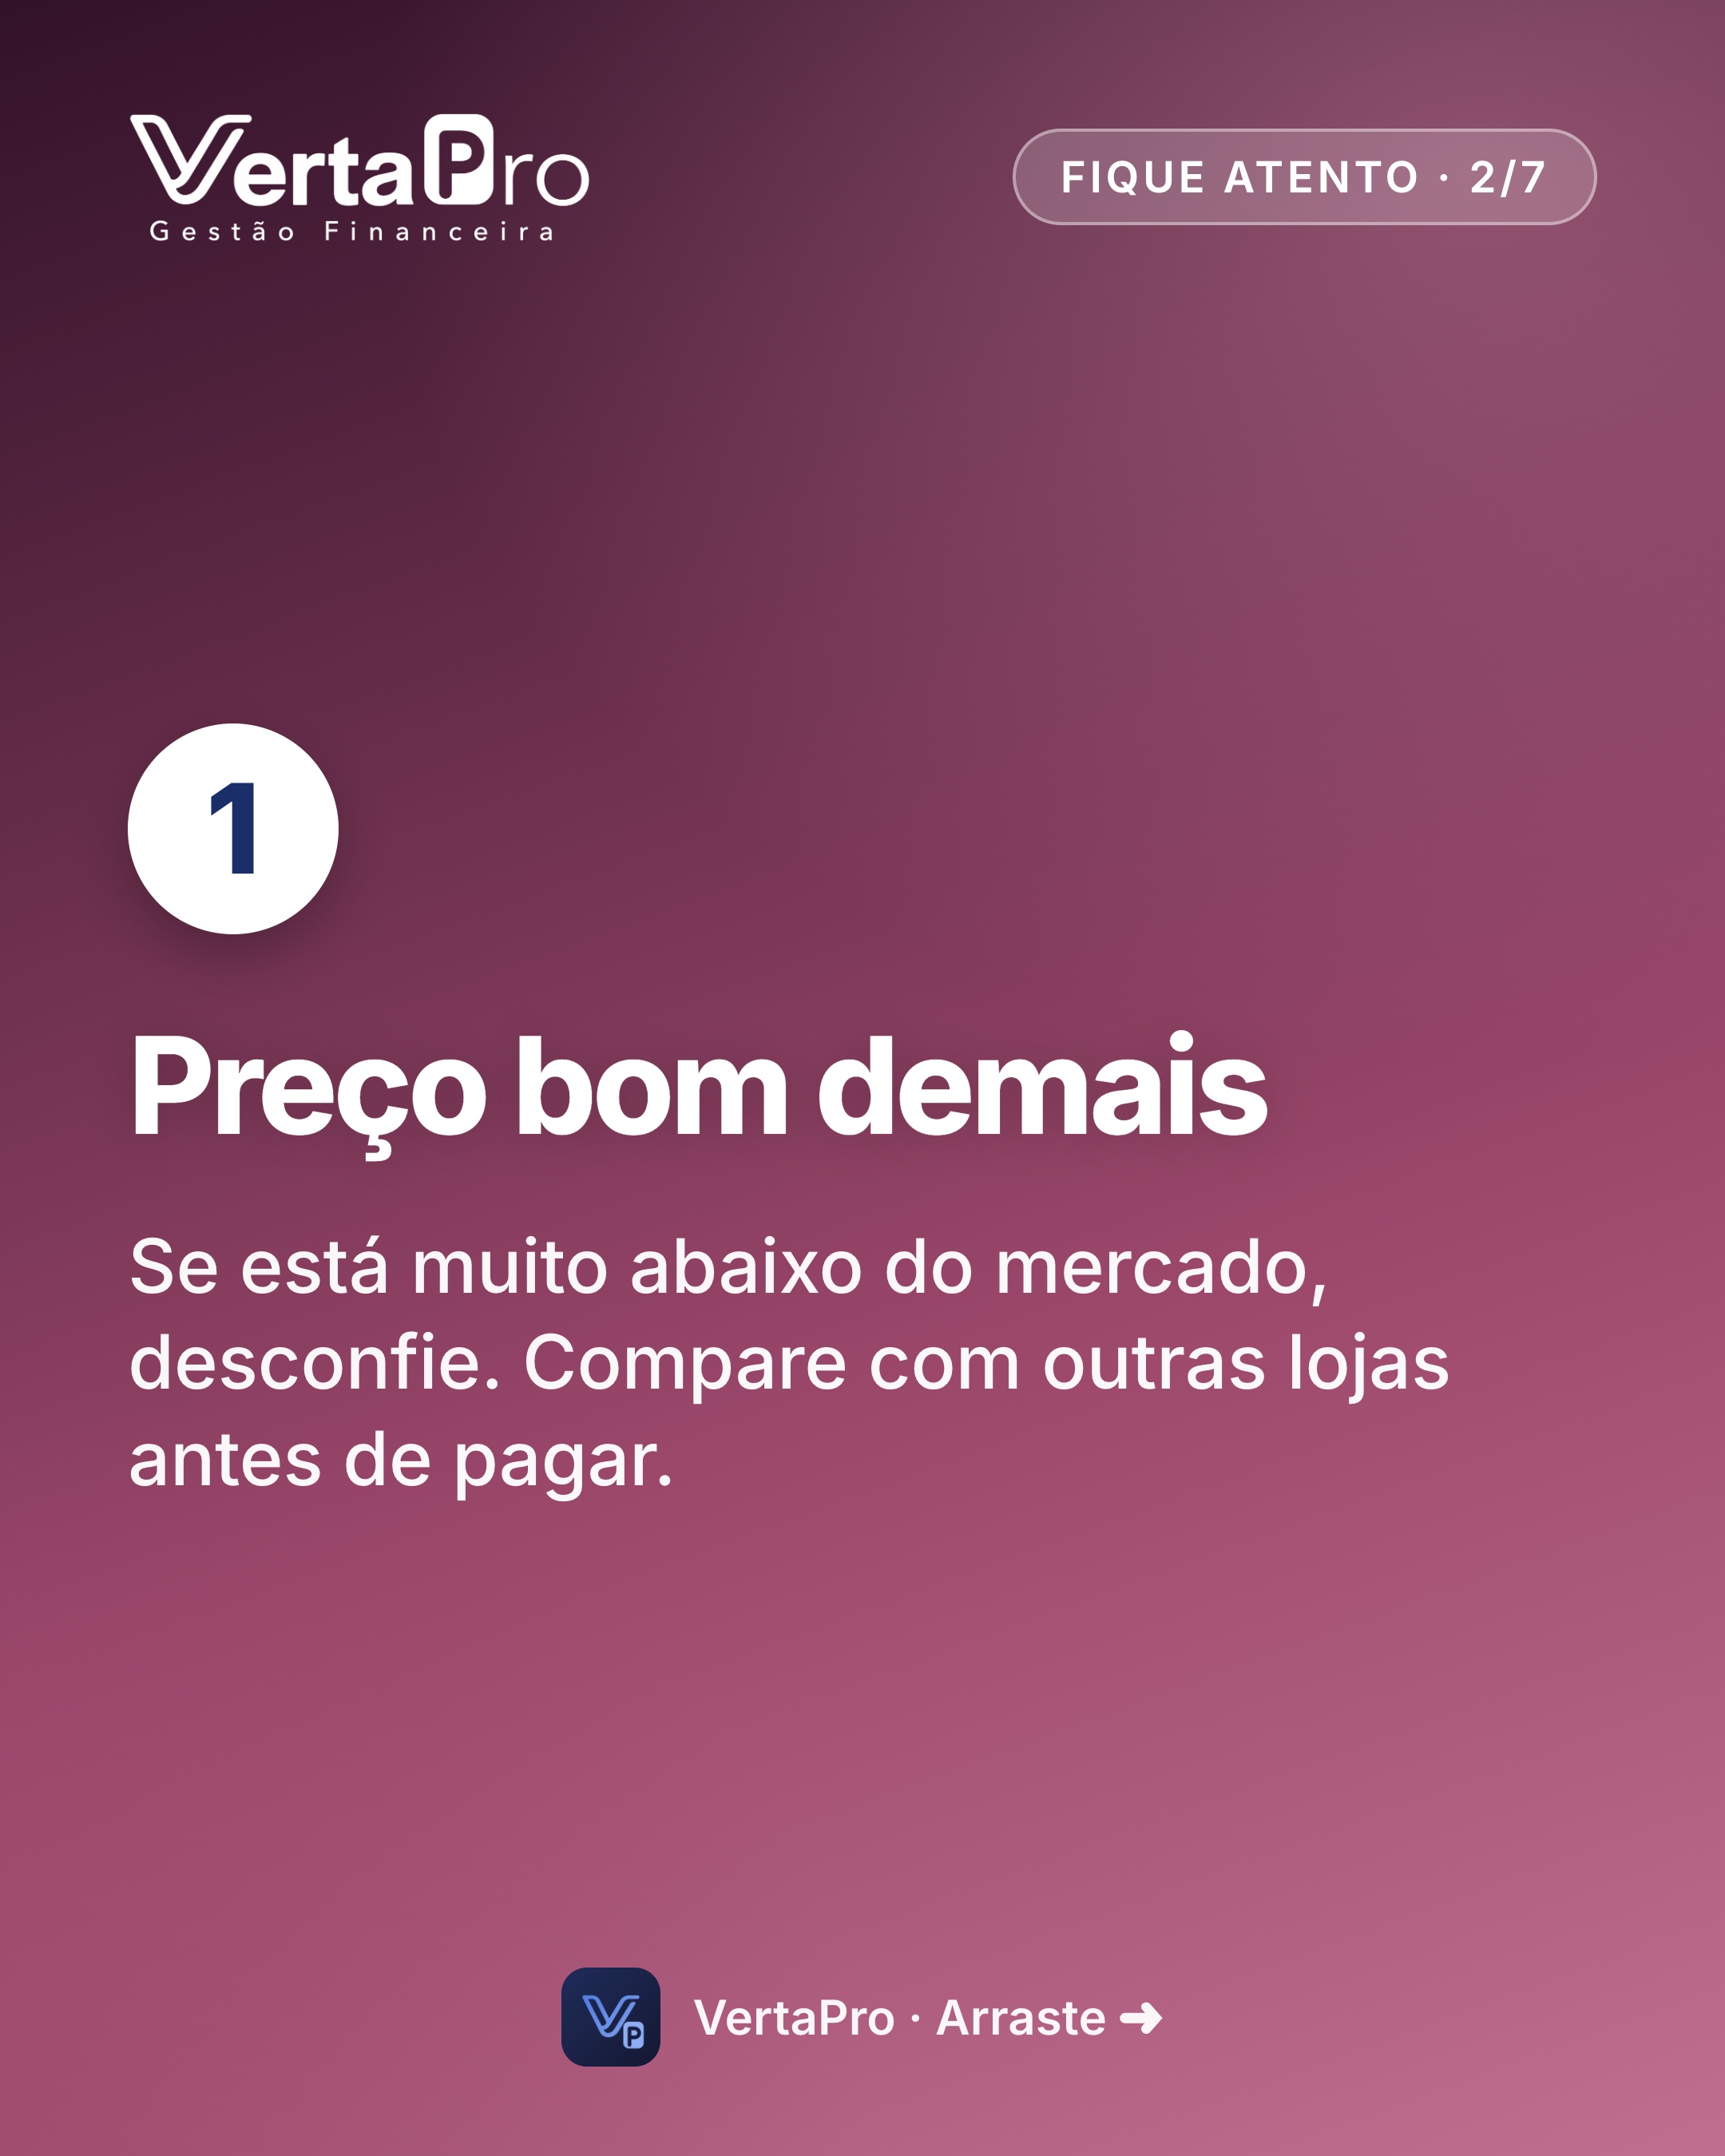 VertaPro
Gestão Financeira
FIQUE ATENTO · 2/7
1
Preço bom demais
Se está muito abaixo do mercado,
desconfie. Compare com outras lojas
antes de pagar.
VP
VertaPro · Arraste ➜